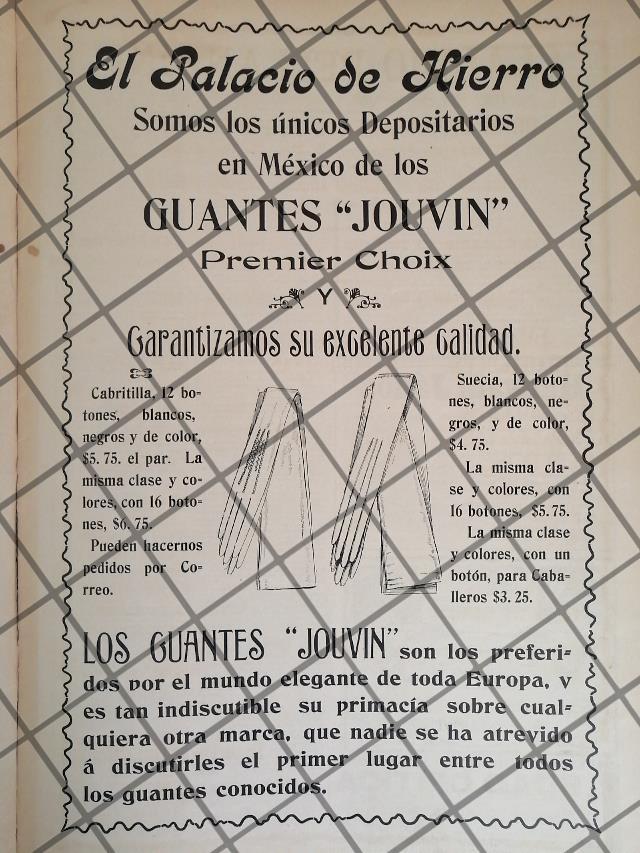 El Palacio de Hierro
Somos los únicos Depositarios
en México de los
GUANTES “JOUVIN”
Premier Choix
Y
Garantizamos su excelente calidad.
Cabritilla, 12 bo-
tones, blancos,
negros y de color,
$5. 75. el par. La
misma clase y co-
lores, con 16 boto-
nes, $6. 75.
Pueden hacernos
pedidos por Co-
rreo.
Suecia, 12 boto-
nes, blancos, ne-
gros, y de color,
$4. 75.
La misma cla-
se y colores, con
16 botones, $5. 75.
La misma clase
y colores, con un
botón, para Caba-
lleros $3. 25.
LOS GUANTES “JOUVIN” son los preferi-
dos por el mundo elegante de toda Europa, y
es tan indiscutible su primacía sobre cual-
quiera otra marca, que nadie se ha atrevido
á discutirles el primer lugar entre todos
los guantes conocidos.